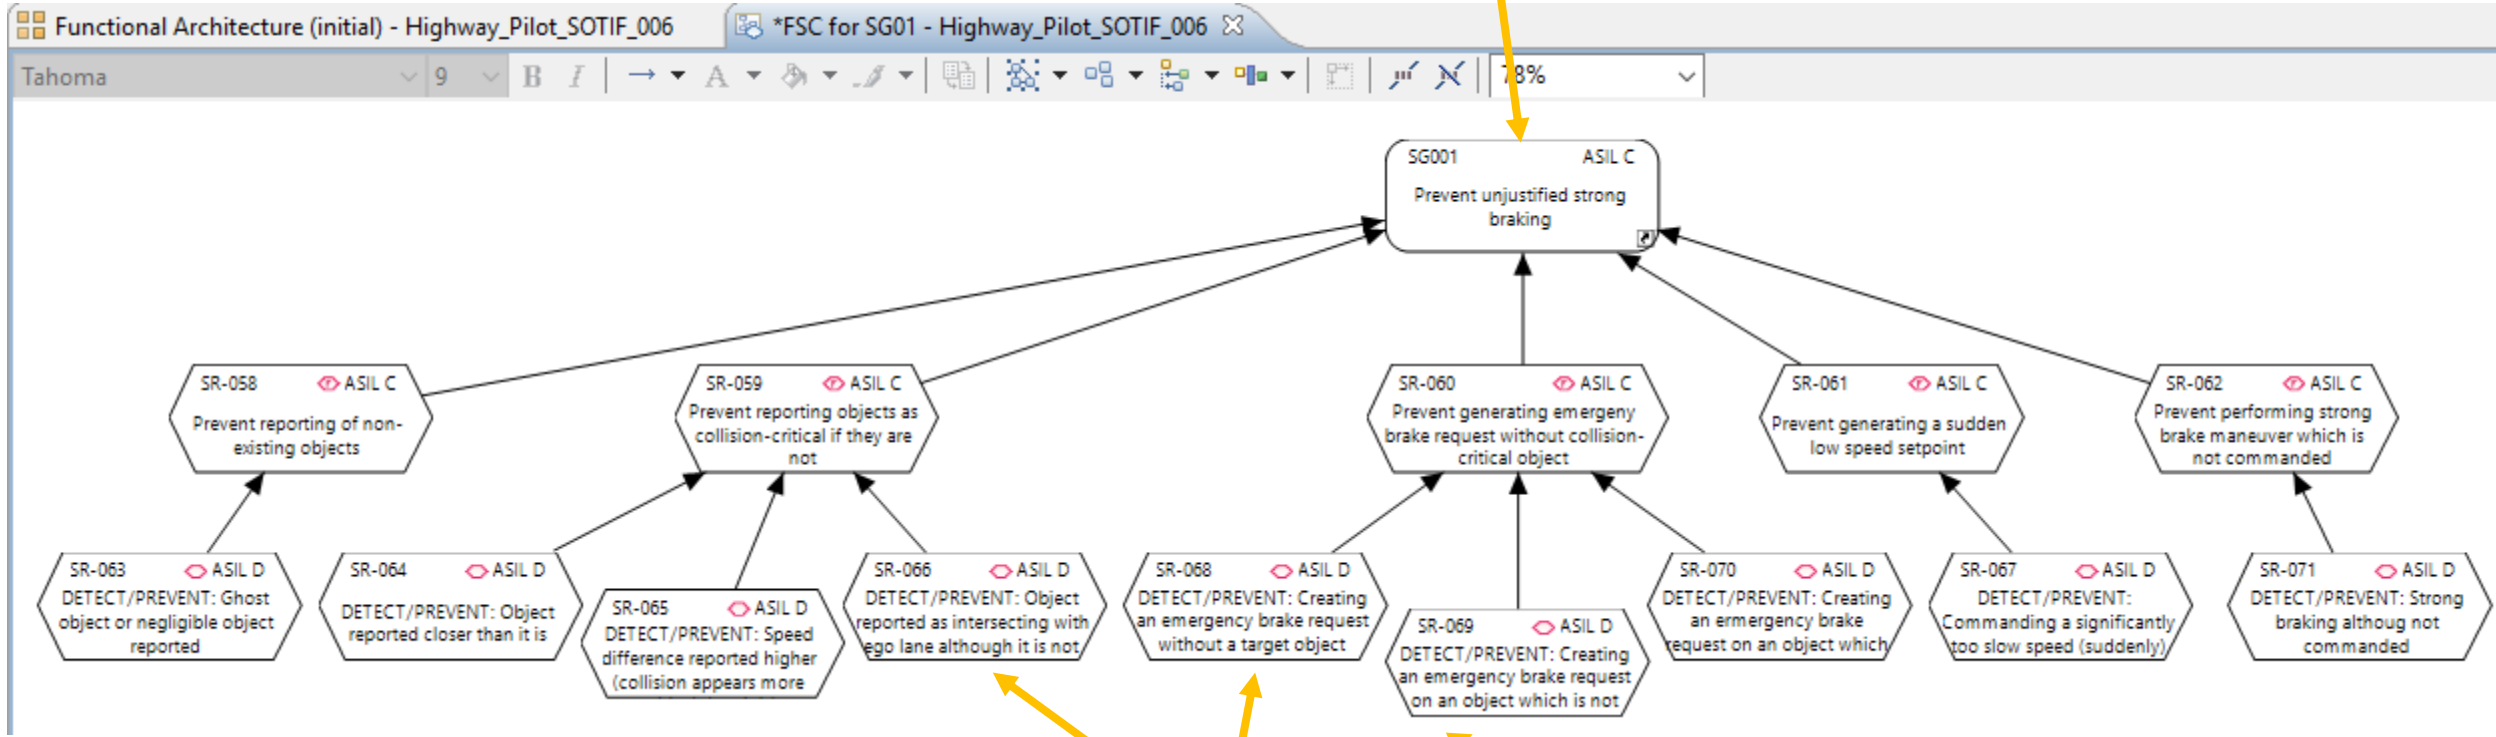 Functional Architecture (initial) - Highway_Pilot_SOTIF_006
*FSC for SG01 - Highway_Pilot_SOTIF_006
Tahoma
9
B I
A
78%
SG001 ASIL C
Prevent unjustified strong
braking
SR-058 ASIL C
Prevent reporting of non-
existing objects
SR-059 ASIL C
Prevent reporting objects as
collision-critical if they are
not
SR-060 ASIL C
Prevent generating emergeny
brake request without collision-
critical object
SR-061 ASIL C
Prevent generating a sudden
low speed setpoint
SR-062 ASIL C
Prevent performing strong
brake maneuver which is
not commanded
SR-063 ASIL D
DETECT/PREVENT: Ghost
object or negligible object
reported
SR-064 ASIL D
DETECT/PREVENT: Object
reported closer than it is
SR-065 ASIL D
DETECT/PREVENT: Speed
difference reported higher
(collision appears more
SR-066 ASIL D
DETECT/PREVENT: Object
reported as intersecting with
ego lane although it is not
SR-068 ASIL D
DETECT/PREVENT: Creating
an emergency brake request
without a target object
SR-069 ASIL D
DETECT/PREVENT: Creating
an emergency brake request
on an object which is not
SR-070 ASIL D
DETECT/PREVENT: Creating
an ermergency brake
request on an object which
SR-067 ASIL D
DETECT/PREVENT:
Commanding a significantly
too slow speed (suddenly)
SR-071 ASIL D
DETECT/PREVENT: Strong
braking althoug not
commanded